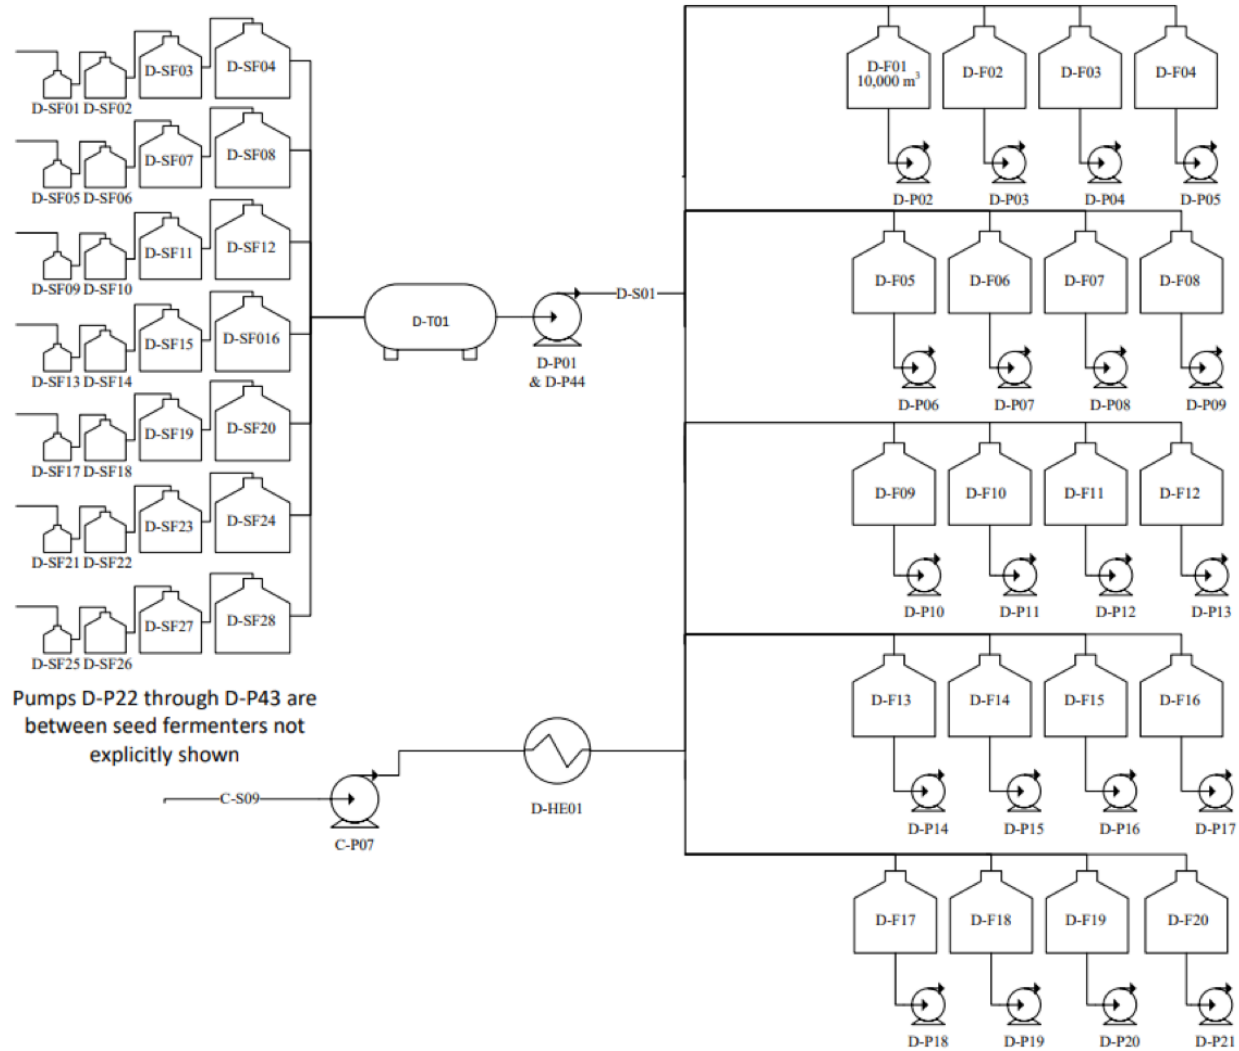 D-SF03
D-SF04
D-SF01 D-SF02
D-SF07
D-SF08
D-SF05 D-SF06
D-SF11
D-SF12
D-SF09 D-SF10
D-SF15
D-SF016
D-SF13 D-SF14
D-SF19
D-SF20
D-SF17 D-SF18
D-SF23
D-SF24
D-SF21 D-SF22
D-SF27
D-SF28
D-SF25 D-SF26
Pumps D-P22 through D-P43 are
between seed fermenters not
explicitly shown
D-T01
D-P01
& D-P44
D-S01
C-S09
C-P07
D-HE01
D-F01
10,000 m³
D-F02
D-F03
D-F04
D-P02
D-P03
D-P04
D-P05
D-F05
D-F06
D-F07
D-F08
D-P06
D-P07
D-P08
D-P09
D-F09
D-F10
D-F11
D-F12
D-P10
D-P11
D-P12
D-P13
D-F13
D-F14
D-F15
D-F16
D-P14
D-P15
D-P16
D-P17
D-F17
D-F18
D-F19
D-F20
D-P18
D-P19
D-P20
D-P21